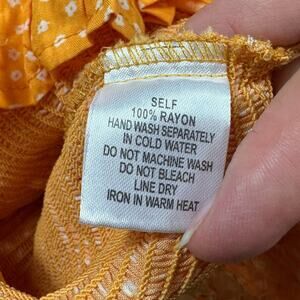 SELF
100% RAYON
HAND WASH SEPARATELY
IN COLD WATER
DO NOT MACHINE WASH
DO NOT BLEACH
LINE DRY
IRON IN WARM HEAT